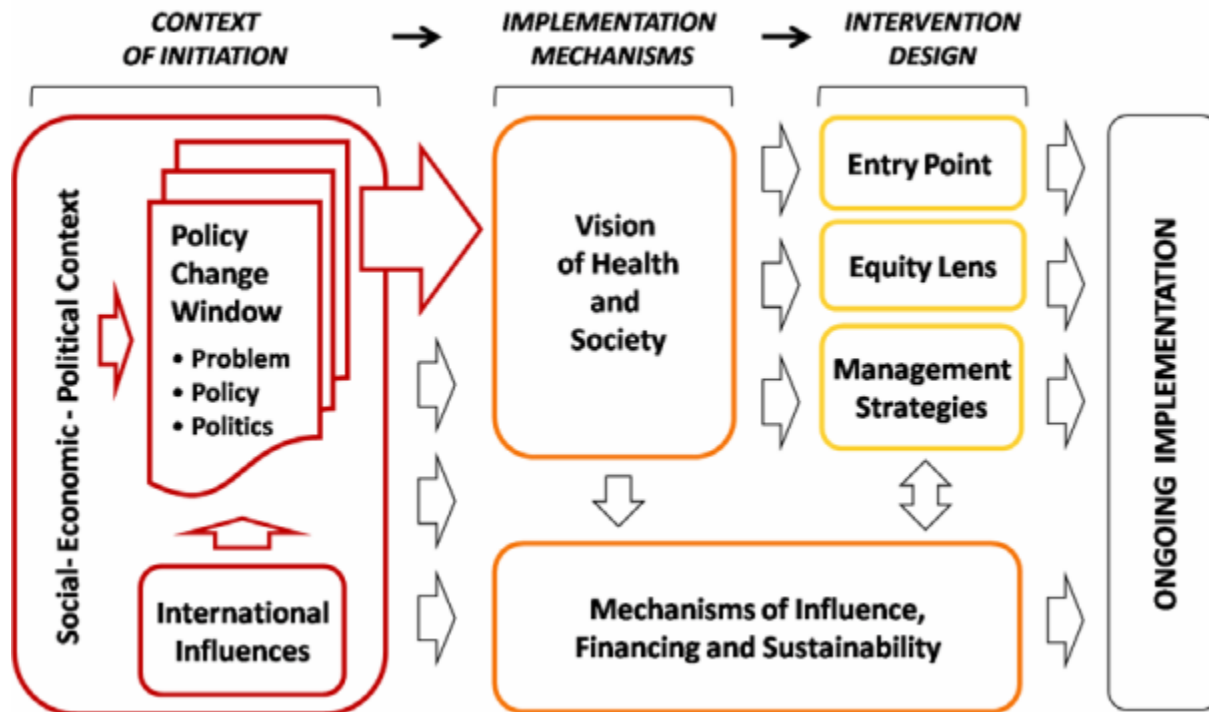 CONTEXT
OF INITIATION
IMPLEMENTATION
MECHANISMS
INTERVENTION
DESIGN
Social- Economic - Political Context
Policy
Change
Window
• Problem
• Policy
• Politics
International
Influences
Vision
of Health
and
Society
Entry Point
Equity Lens
Management
Strategies
Mechanisms of Influence,
Financing and Sustainability
ONGOING IMPLEMENTATION